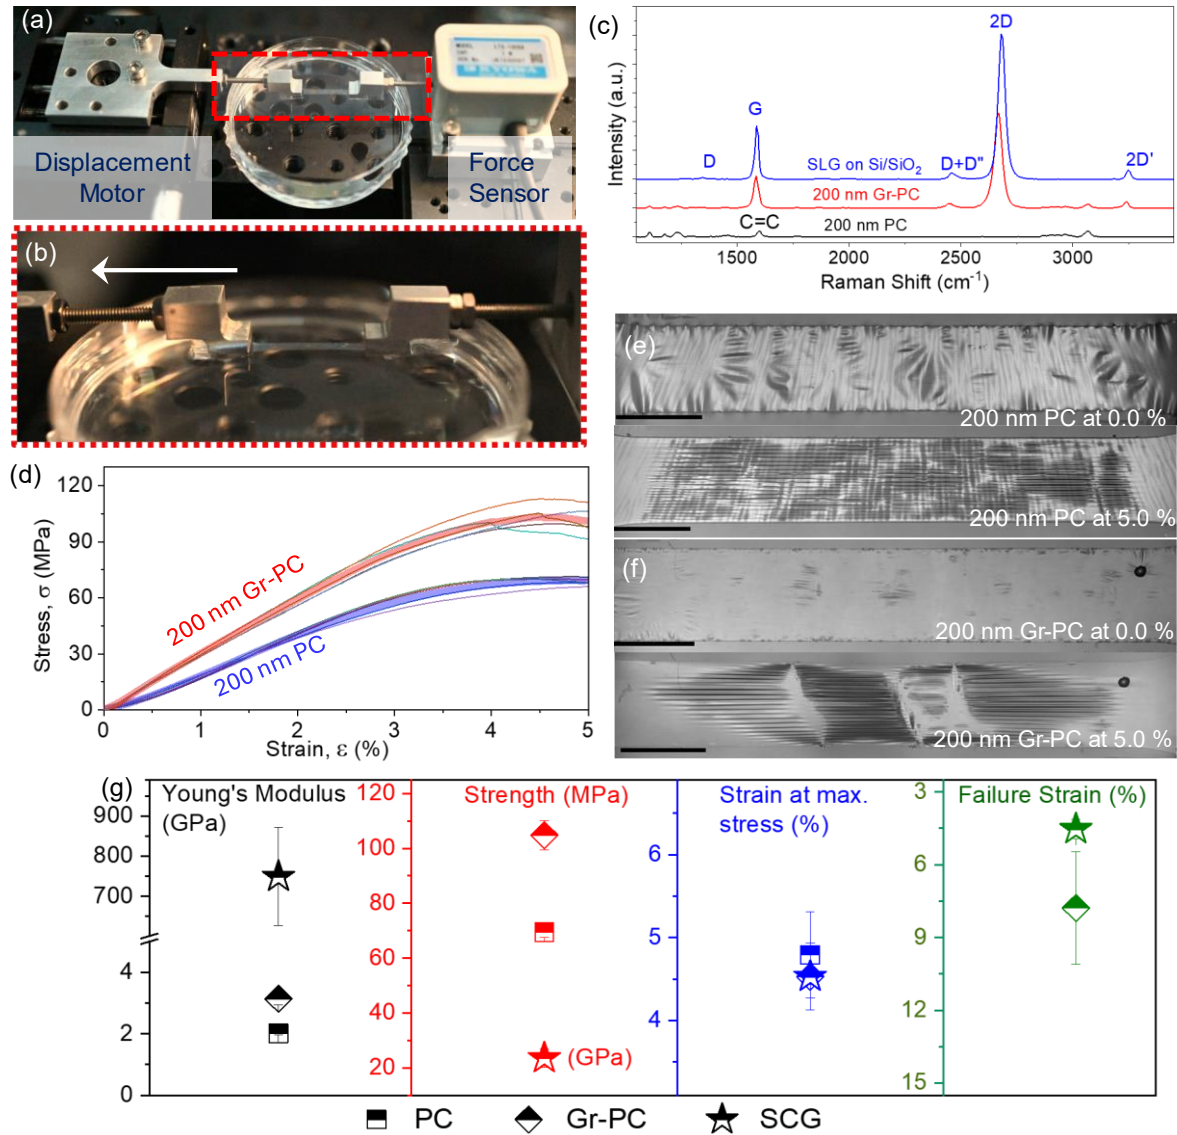 (a)
Displacement
Motor
Force
Sensor
(b)
(c)
Intensity (a.u.)
2D
G
D
SLG on Si/SiO₂
D+D"
2D'
200 nm Gr-PC
C=C
200 nm PC
1500
2000
2500
3000
Raman Shift (cm⁻¹)
(d)
Stress, σ (MPa)
120
90
60
30
0
200 nm Gr-PC
200 nm PC
0
1
2
3
4
5
Strain, ε (%)
(e)
200 nm PC at 0.0 %
200 nm PC at 5.0 %
(f)
200 nm Gr-PC at 0.0 %
200 nm Gr-PC at 5.0 %
(g)
Young's Modulus
(GPa)
900
800
700
4
2
0
Strength (MPa)
120
100
80
60
40
20
(GPa)
Strain at max.
stress (%)
6
5
4
Failure Strain (%)
3
6
9
12
15
PC
Gr-PC
SCG